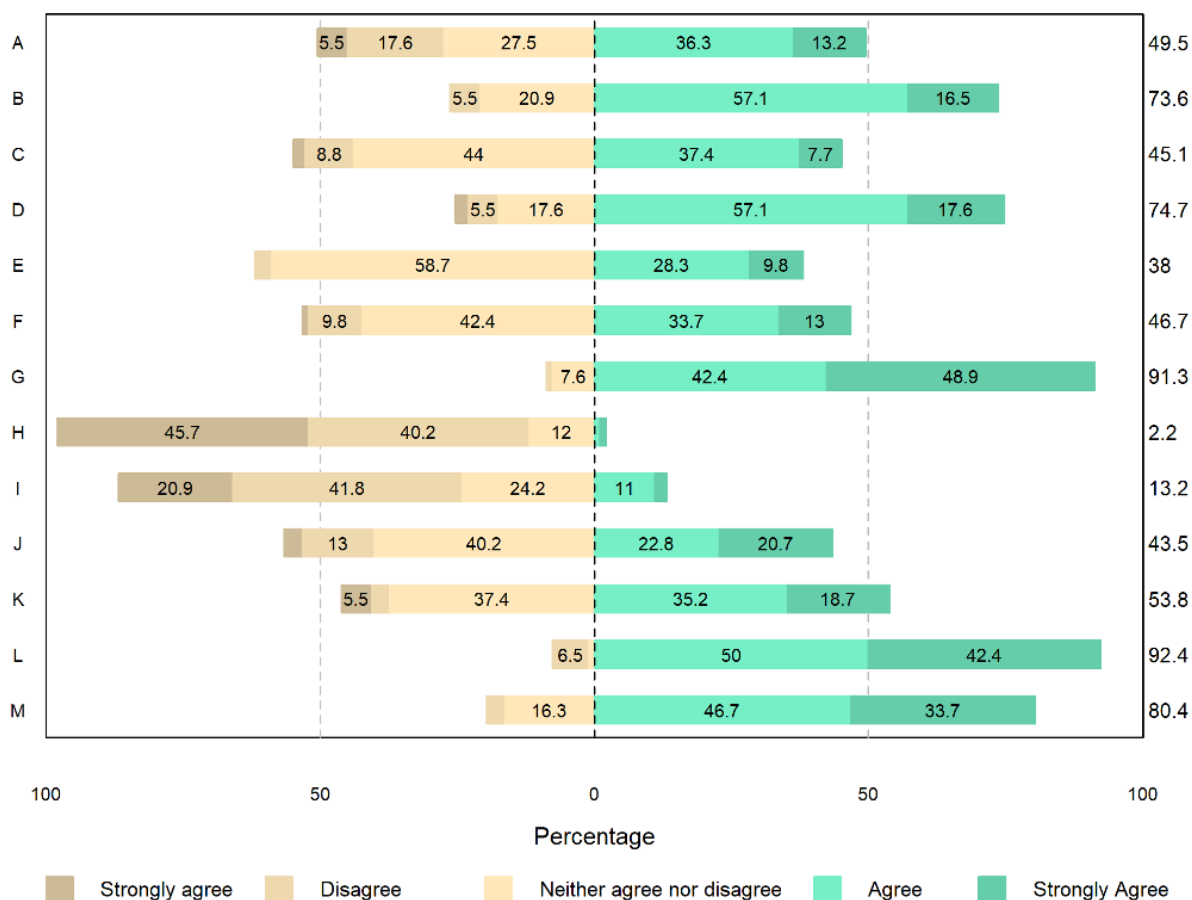 A 5.5 17.6 27.5 36.3 13.2 49.5
B 5.5 20.9 57.1 16.5 73.6
C 8.8 44 37.4 7.7 45.1
D 5.5 17.6 57.1 17.6 74.7
E 58.7 28.3 9.8 38
F 9.8 42.4 33.7 13 46.7
G 7.6 42.4 48.9 91.3
H 45.7 40.2 12 2.2
I 20.9 41.8 24.2 11 13.2
J 13 40.2 22.8 20.7 43.5
K 5.5 37.4 35.2 18.7 53.8
L 6.5 50 42.4 92.4
M 16.3 46.7 33.7 80.4
100 50 0 50 100
Percentage
Strongly agree Disagree Neither agree nor disagree Agree Strongly Agree